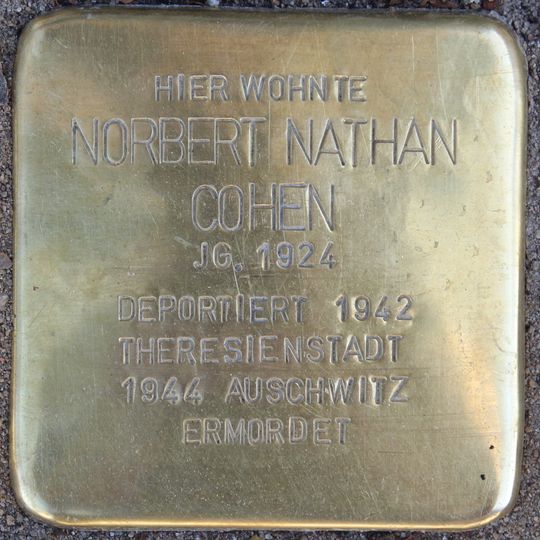 HIER WOHNTE
NORBERT NATHAN
COHEN
JG. 1924
DEPORTIERT 1942
THERESIENSTADT
1944 AUSCHWITZ
ERMORDET